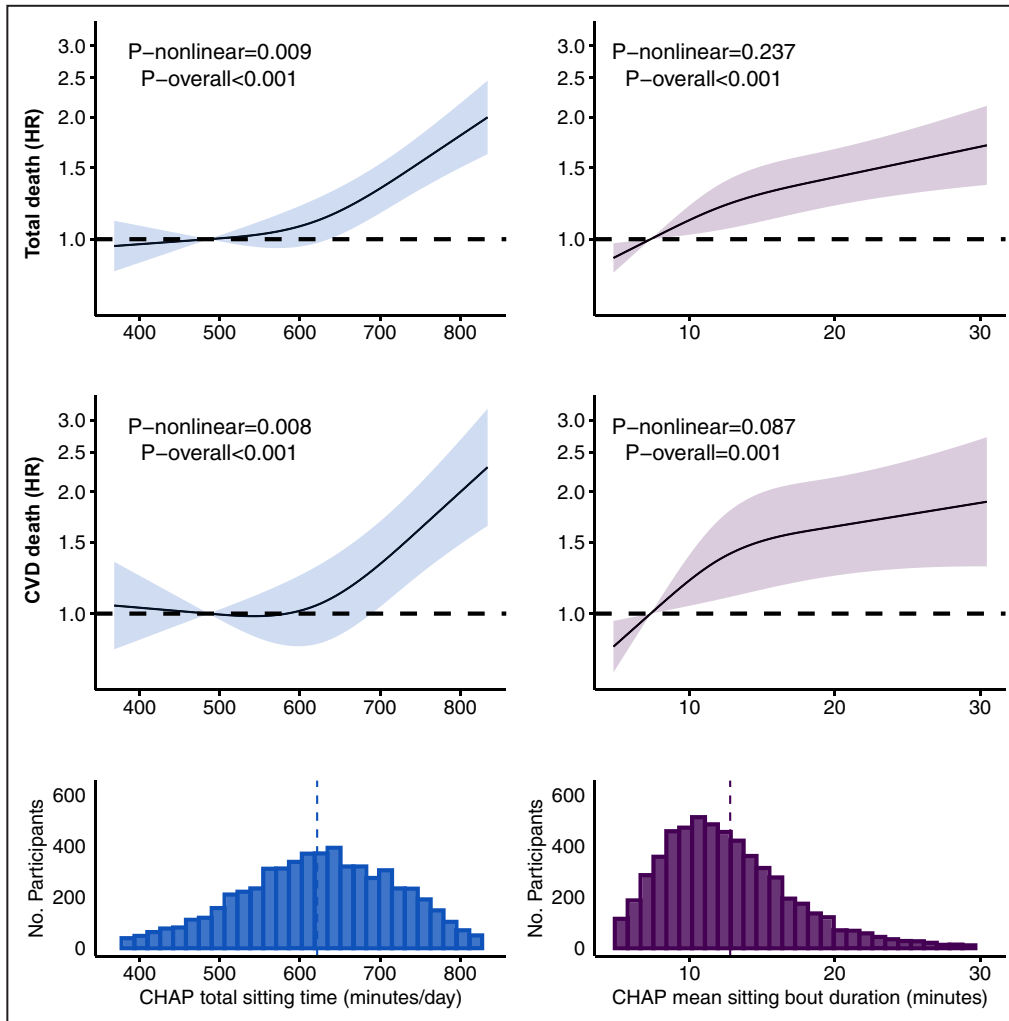 P−nonlinear=0.009
P−overall<0.001
Total death (HR)
3.0
2.5
2.0
1.5
1.0
400 500 600 700 800
P−nonlinear=0.237
P−overall<0.001
3.0
2.5
2.0
1.5
1.0
10 20 30
P−nonlinear=0.008
P−overall<0.001
CVD death (HR)
3.0
2.5
2.0
1.5
1.0
400 500 600 700 800
P−nonlinear=0.087
P−overall=0.001
3.0
2.5
2.0
1.5
1.0
10 20 30
No. Participants
600
400
200
0
400 500 600 700 800
CHAP total sitting time (minutes/day)
No. Participants
600
400
200
0
10 20 30
CHAP mean sitting bout duration (minutes)